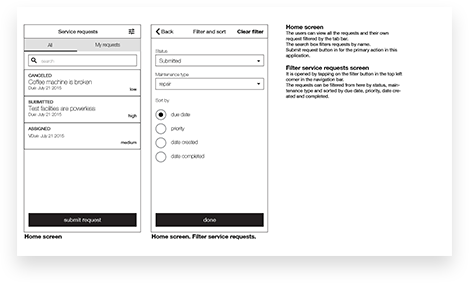 Service requests
All
My requests
search
CANCELED
Coffee machine is broken
Due July 21 2015
low
SUBMITTED
Test facilities are powerless
Due July 21 2015
high
ASSIGNED
Due July 21 2015
medium
submit request
Home screen
Back
Filter and sort
Clear filter
Status
Submitted
Maintenance type
repair
Sort by
due date
priority
date created
date completed
done
Home screen. Filter service requests.
Home screen
The users can view all the requests and their own
request filtered by the tab bar.
The search box filters requests by name.
Submit request button is for the primary action in this
application.
Filter service requests screen
It is opened by tapping on the filter button in the top left
corner in the navigation bar.
The requests can be filtered from here by status, main-
tenance type and sorted by due date, priority, date cre-
ated and completed.